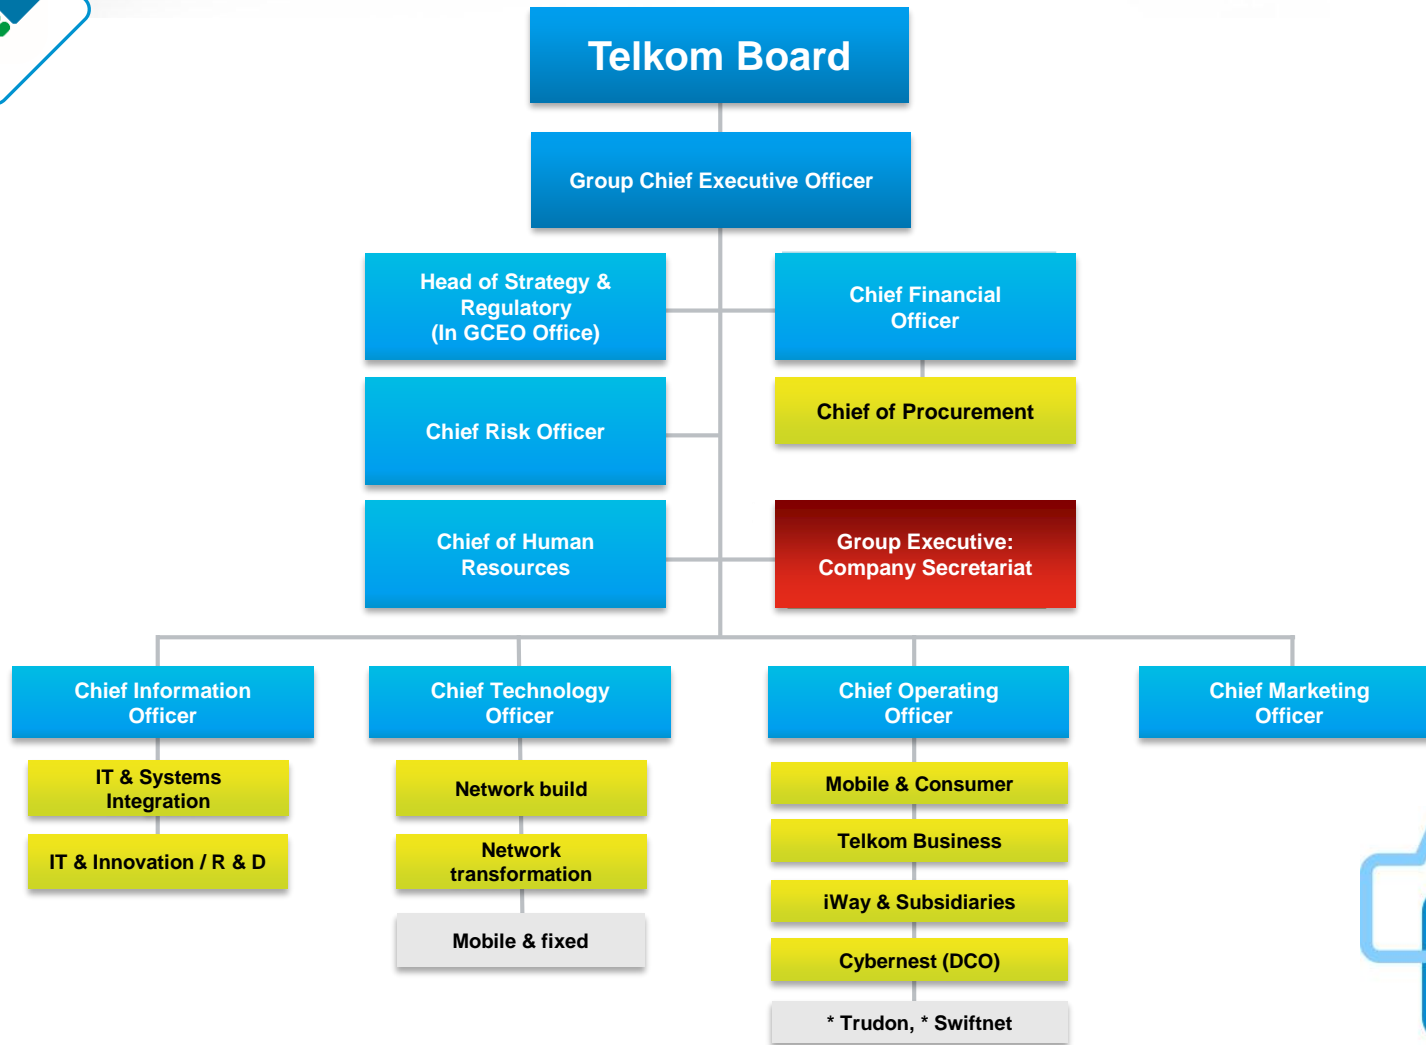 Telkom Board
Group Chief Executive Officer
Head of Strategy &
Regulatory
(In GCEO Office)
Chief Financial
Officer
Chief of Procurement
Chief Risk Officer
Chief of Human
Resources
Group Executive:
Company Secretariat
Chief Information
Officer
IT & Systems
Integration
IT & Innovation / R & D
Chief Technology
Officer
Network build
Network
transformation
Mobile & fixed
Chief Operating
Officer
Mobile & Consumer
Telkom Business
iWay & Subsidiaries
Cybernest (DCO)
* Trudon, * Swiftnet
Chief Marketing
Officer